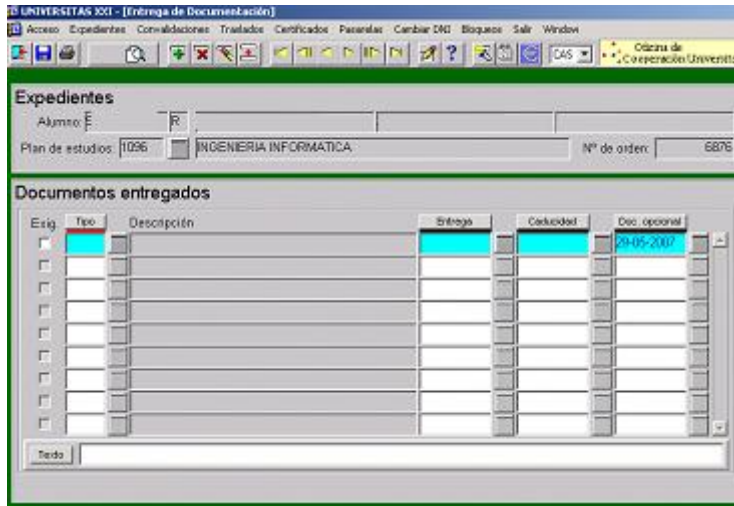 UNIVERSITAS XXI - [Entrega de Documentación]
Acceso Expedientes Convalidaciones Traslados Certificados Pasarelas Cambiar DNI Bloqueos Salir Window
CAS Oficina de
Cooperación Universita
Expedientes
Alumno: E R
Plan de estudios: 1096 INGENIERIA INFORMATICA Nº de orden: 6876
Documentos entregados
Exig. Tipo Descripción Entrega Caducidad Doc. opcional
29-05-2007
Texto